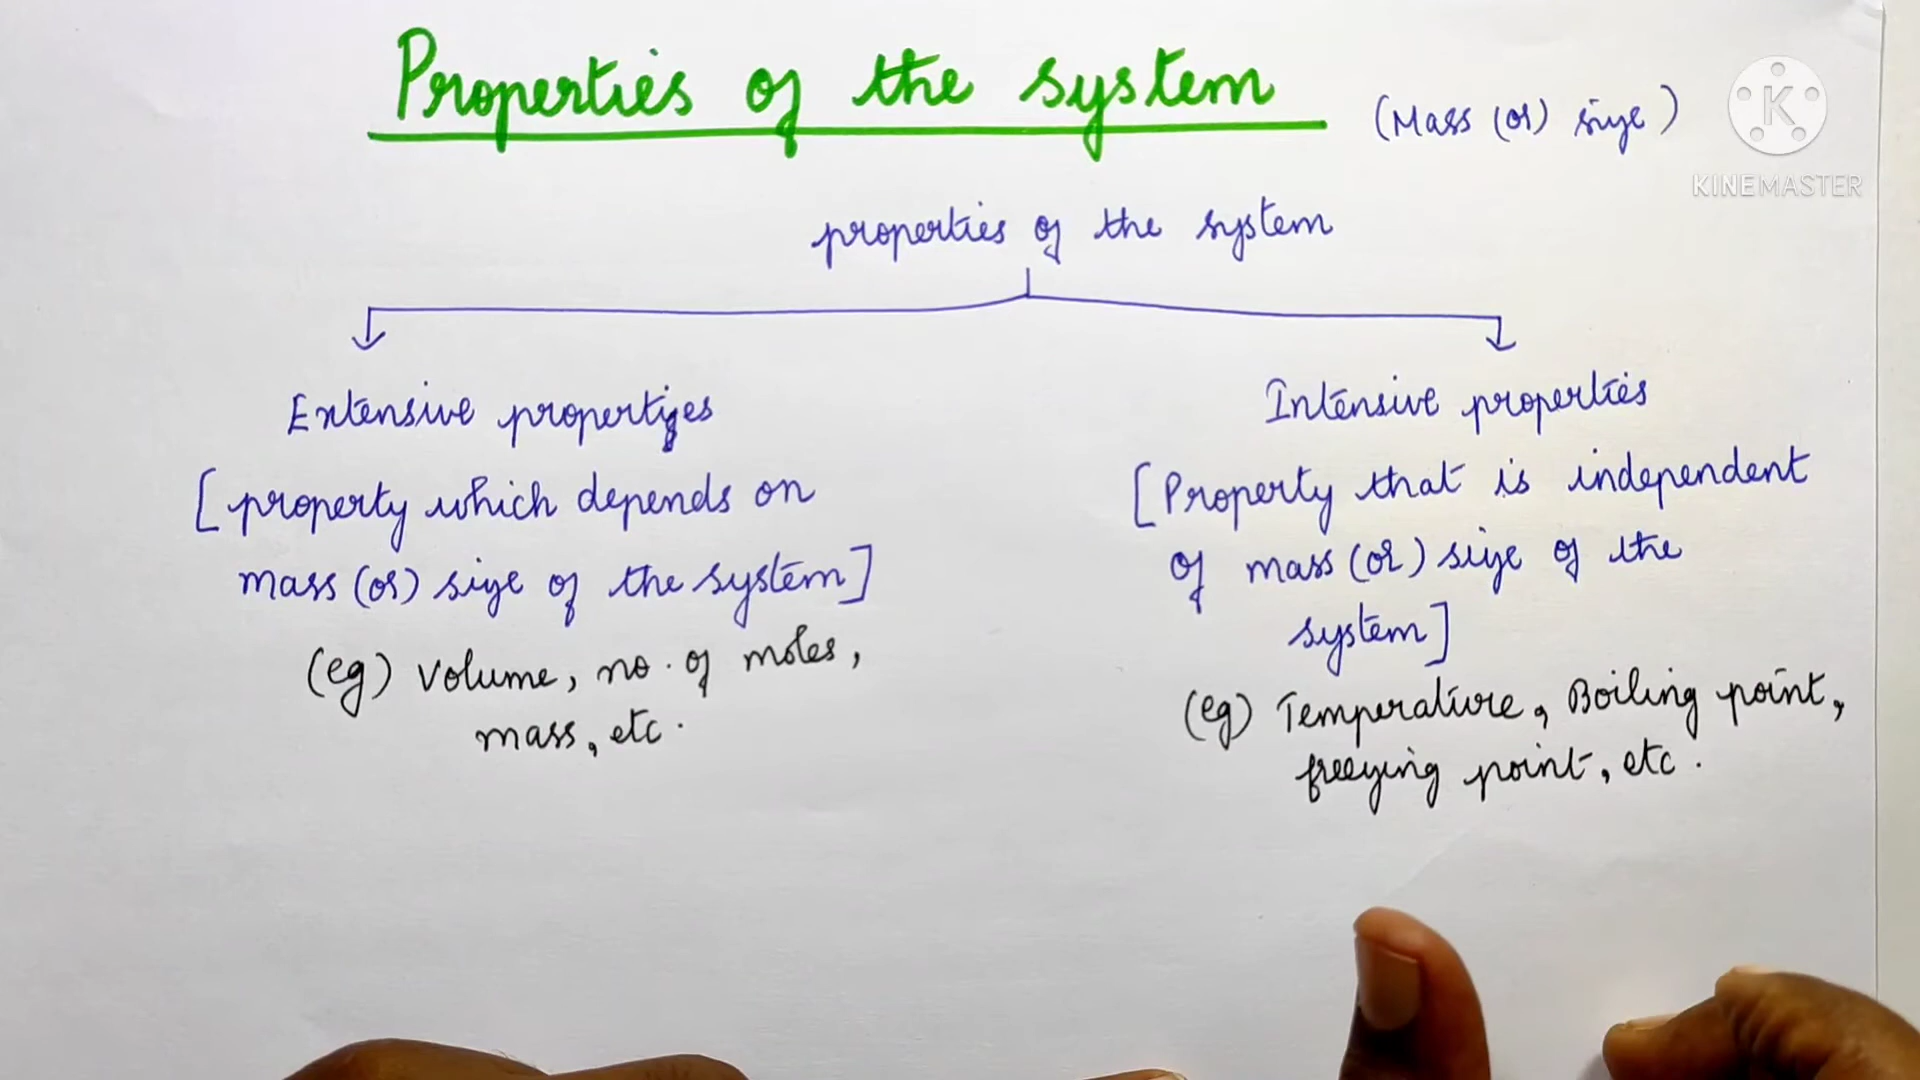 Properties of the system
(Mass (or) size)
KINEMASTER
properties of the system
Extensive properties
[property which depends on
mass (or) size of the system]
(eg) volume, no. of moles,
mass, etc.
Intensive properties
[Property that is independent
of mass (or) size of the
system]
(eg) Temperature, Boiling point,
freezing point, etc.